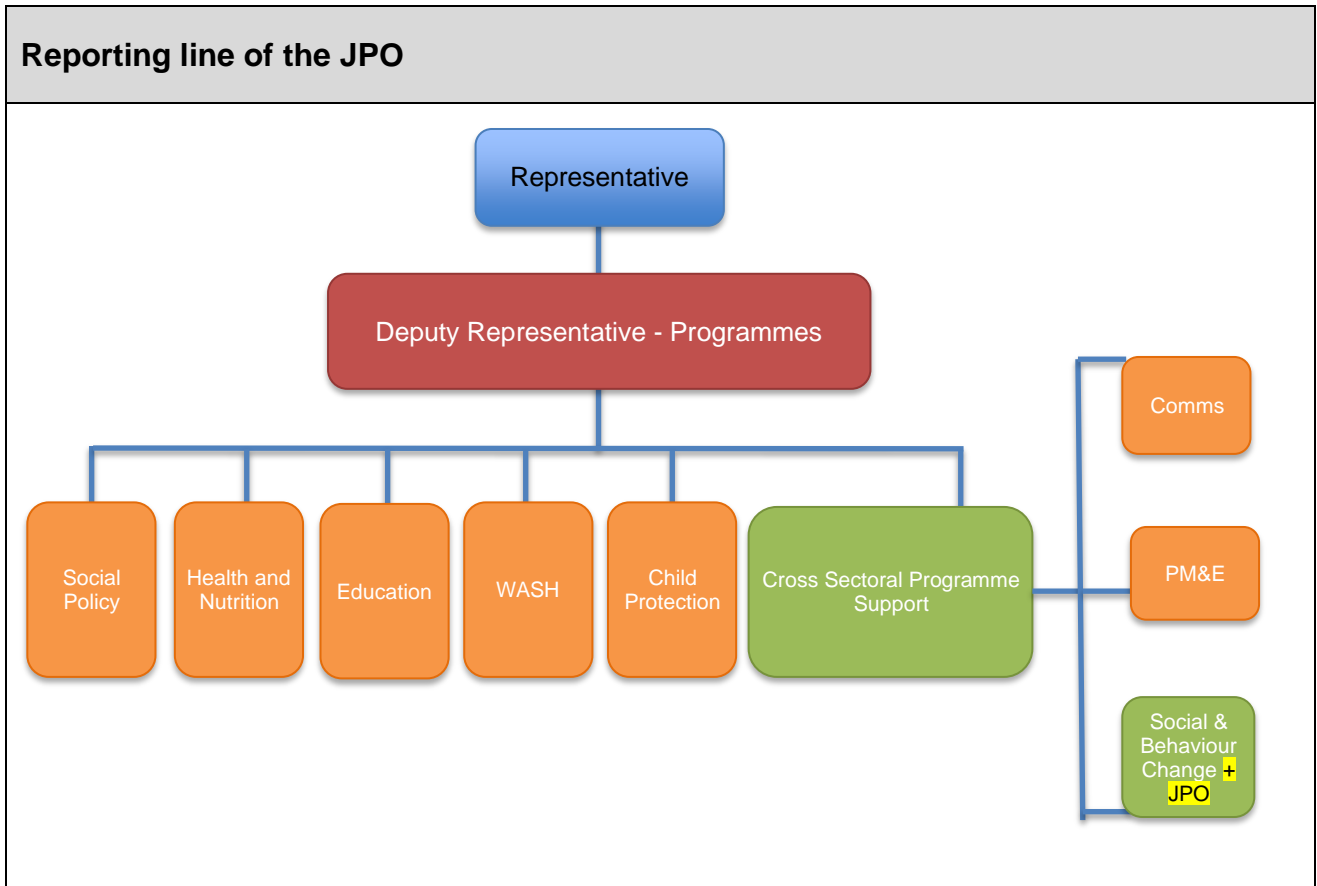 Reporting line of the JPO
Representative
Deputy Representative - Programmes
Social
Policy
Health and
Nutrition
Education
WASH
Child
Protection
Cross Sectoral Programme
Support
Comms
PM&E
Social &
Behaviour
Change +
JPO